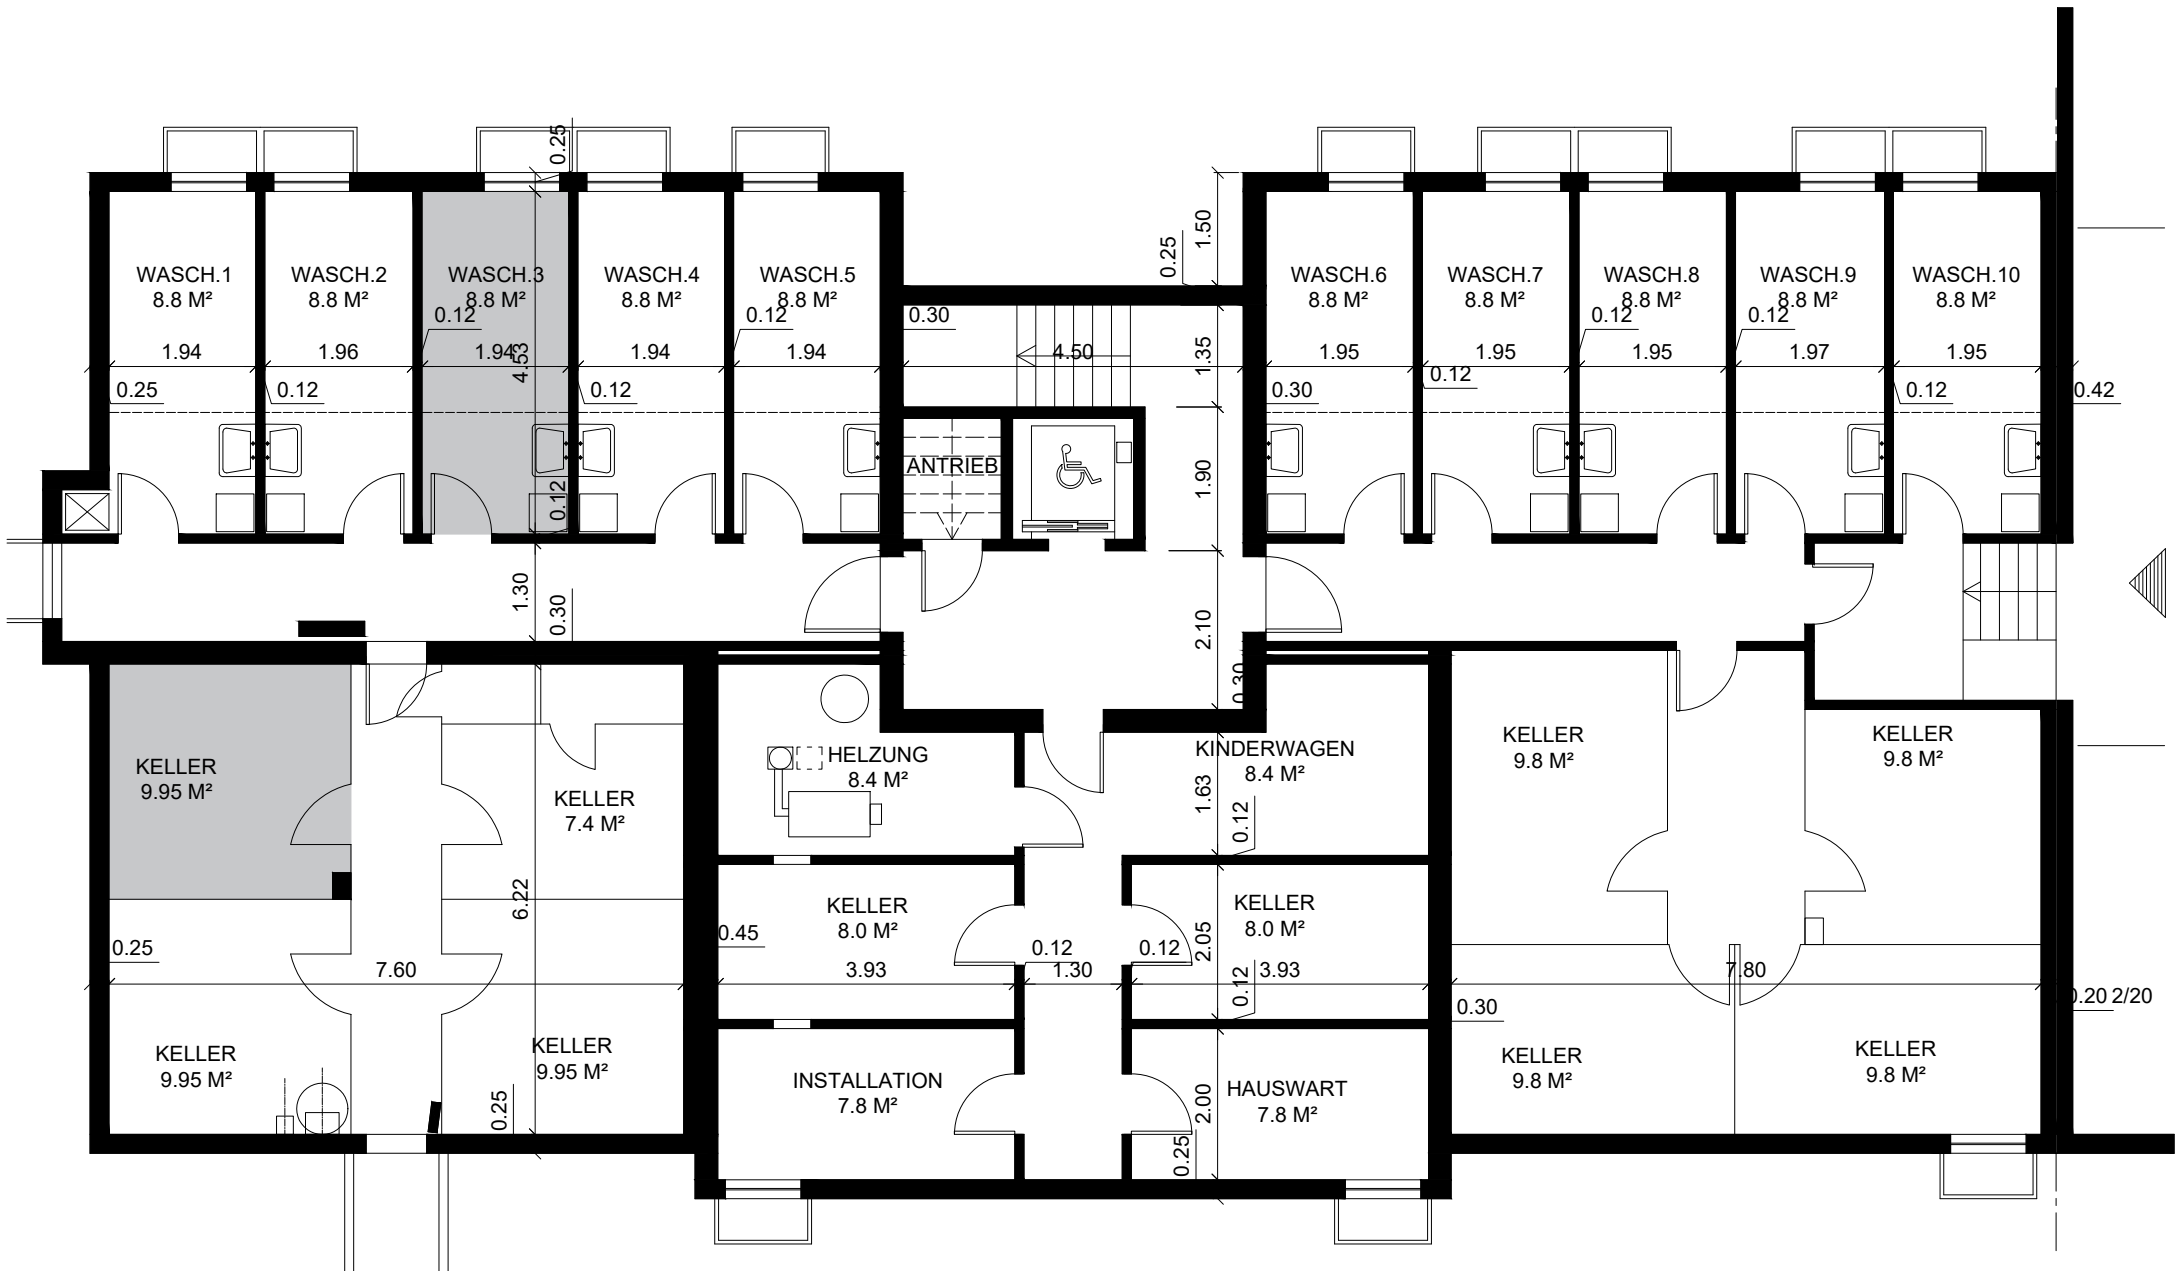 0.25
WASCH.1
8.8 M²
WASCH.2
8.8 M²
WASCH.3
8.8 M²
WASCH.4
8.8 M²
WASCH.5
8.8 M²
0.25
1.50
WASCH.6
8.8 M²
WASCH.7
8.8 M²
WASCH.8
8.8 M²
WASCH.9
8.8 M²
WASCH.10
8.8 M²
0.12
0.12
0.30
0.12
0.12
1.94
1.96
1.94
4.53
1.94
1.94
4.50
1.35
1.95
1.95
1.95
1.97
1.95
0.25
0.12
0.12
0.30
0.12
0.12
0.42
ANTRIEB
1.90
0.12
1.30
0.30
2.10
0.30
KELLER
9.95 M²
KELLER
7.4 M²
HELZUNG
8.4 M²
KINDERWAGEN
8.4 M²
1.63
0.12
KELLER
9.8 M²
KELLER
9.8 M²
6.22
KELLER
8.0 M²
KELLER
8.0 M²
0.25
0.45
0.12
0.12
2.05
7.60
3.93
1.30
0.12
3.93
7.80
0.30
0.20 2/20
KELLER
9.95 M²
KELLER
9.95 M²
0.25
INSTALLATION
7.8 M²
2.00
0.25
HAUSWART
7.8 M²
KELLER
9.8 M²
KELLER
9.8 M²